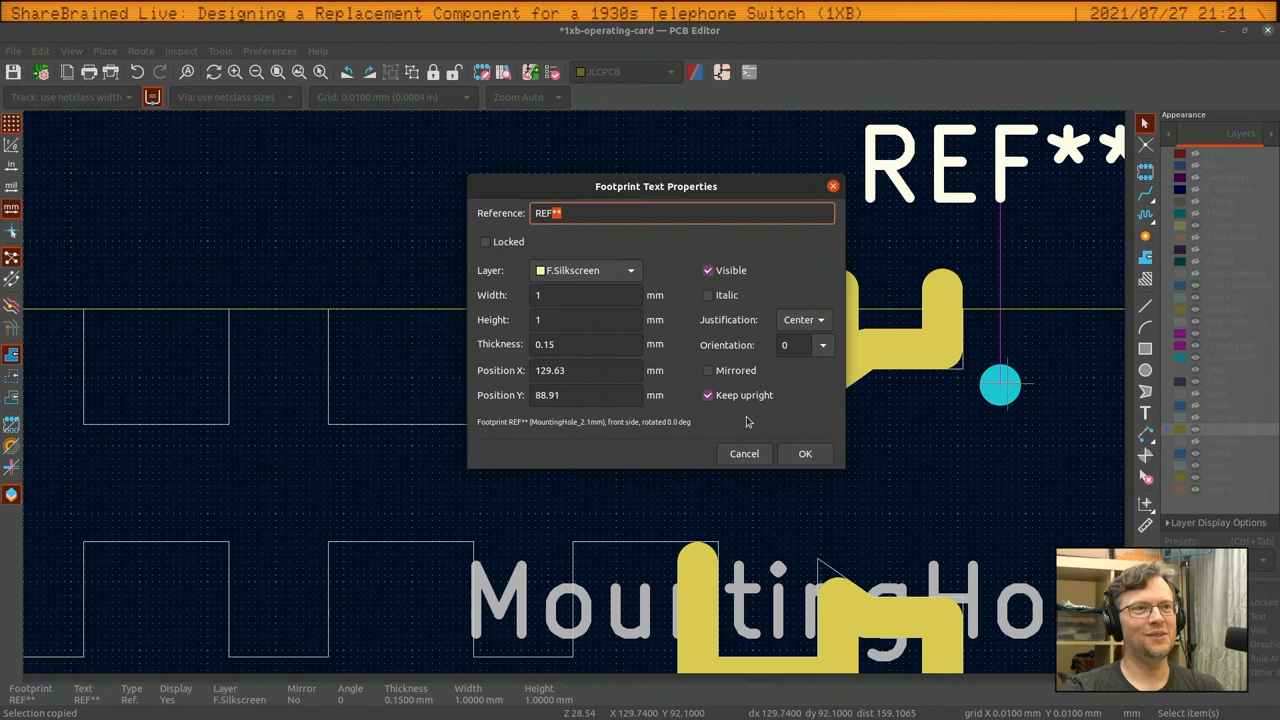 ShareBrained Live: Designing a Replacement Component for a 1930s Telephone Switch (1XB) | 2021/07/27 21:21 \
*1xb-operating-card — PCB Editor
File Edit View Place Route Inspect Tools Preferences Help
JLCPCB
Track: use netclass width Via: use netclass sizes Grid: 0.0100 mm (0.0004 in) Zoom Auto
Appearance
Layers
in
mil
mm
REF**
Footprint Text Properties
Reference: REF**
Locked
Layer: F.Silkscreen Visible
Width: 1 mm Italic
Height: 1 mm Justification: Center
Thickness: 0.15 mm Orientation: 0
Position X: 129.63 mm Mirrored
Position Y: 88.91 mm Keep upright
Footprint REF** (MountingHole_2.1mm), front side, rotated 0.0 deg
Cancel OK
Layer Display Options
Presets: (Ctrl+Tab)
MountingHo
Footprint Text Type Display Layer Mirror Angle Thickness Width Height
REF** REF** Ref. Yes F.Silkscreen No 0 0.1500 mm 1.0000 mm 1.0000 mm
Selection copied Z 28.54 X 129.7400 Y 92.1000 dx 129.7400 dy 92.1000 dist 159.1065 grid X 0.0100 Y 0.0100 mm Select item(s)